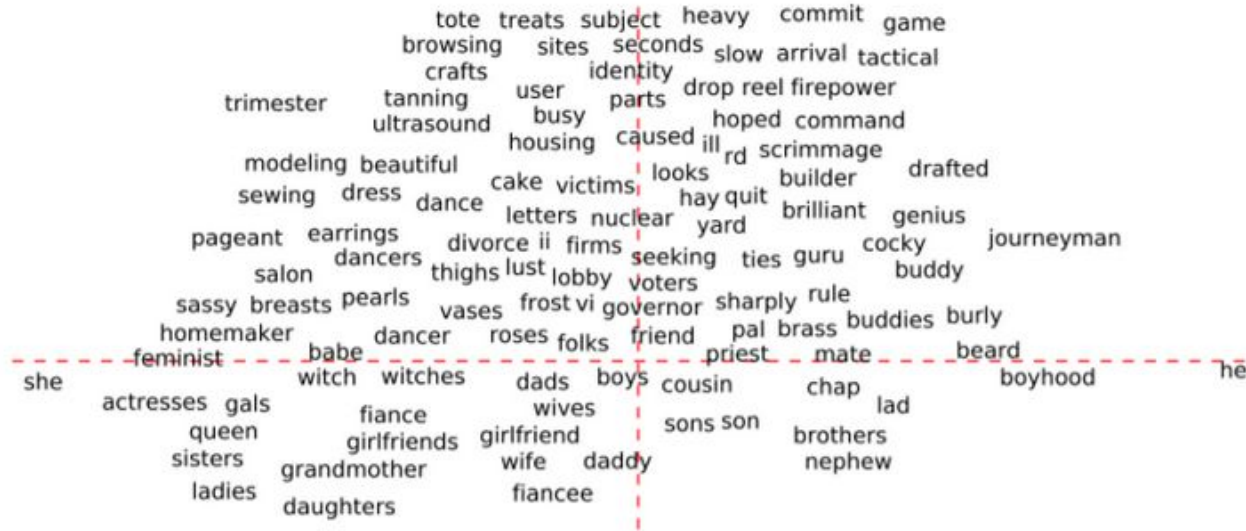 tote treats subject heavy commit game
browsing sites seconds slow arrival tactical
crafts identity drop reel firepower
trimester tanning user parts
ultrasound busy hoped command
housing caused ill rd scrimmage
modeling beautiful looks builder drafted
sewing dress cake victims hay quit
dance letters nuclear yard brilliant genius
pageant earrings divorce ii firms cocky journeyman
dancers seeking ties guru
salon thighs lust lobby voters buddy
sassy breasts pearls vases frost vi governor sharply rule
homemaker dancer roses folks friend pal brass buddies burly
feminist babe priest mate beard
she witch witches dads boys cousin chap boyhood he
actresses gals fiance wives lad
queen girlfriends girlfriend sons son brothers
sisters grandmother wife daddy nephew
ladies daughters fiancee